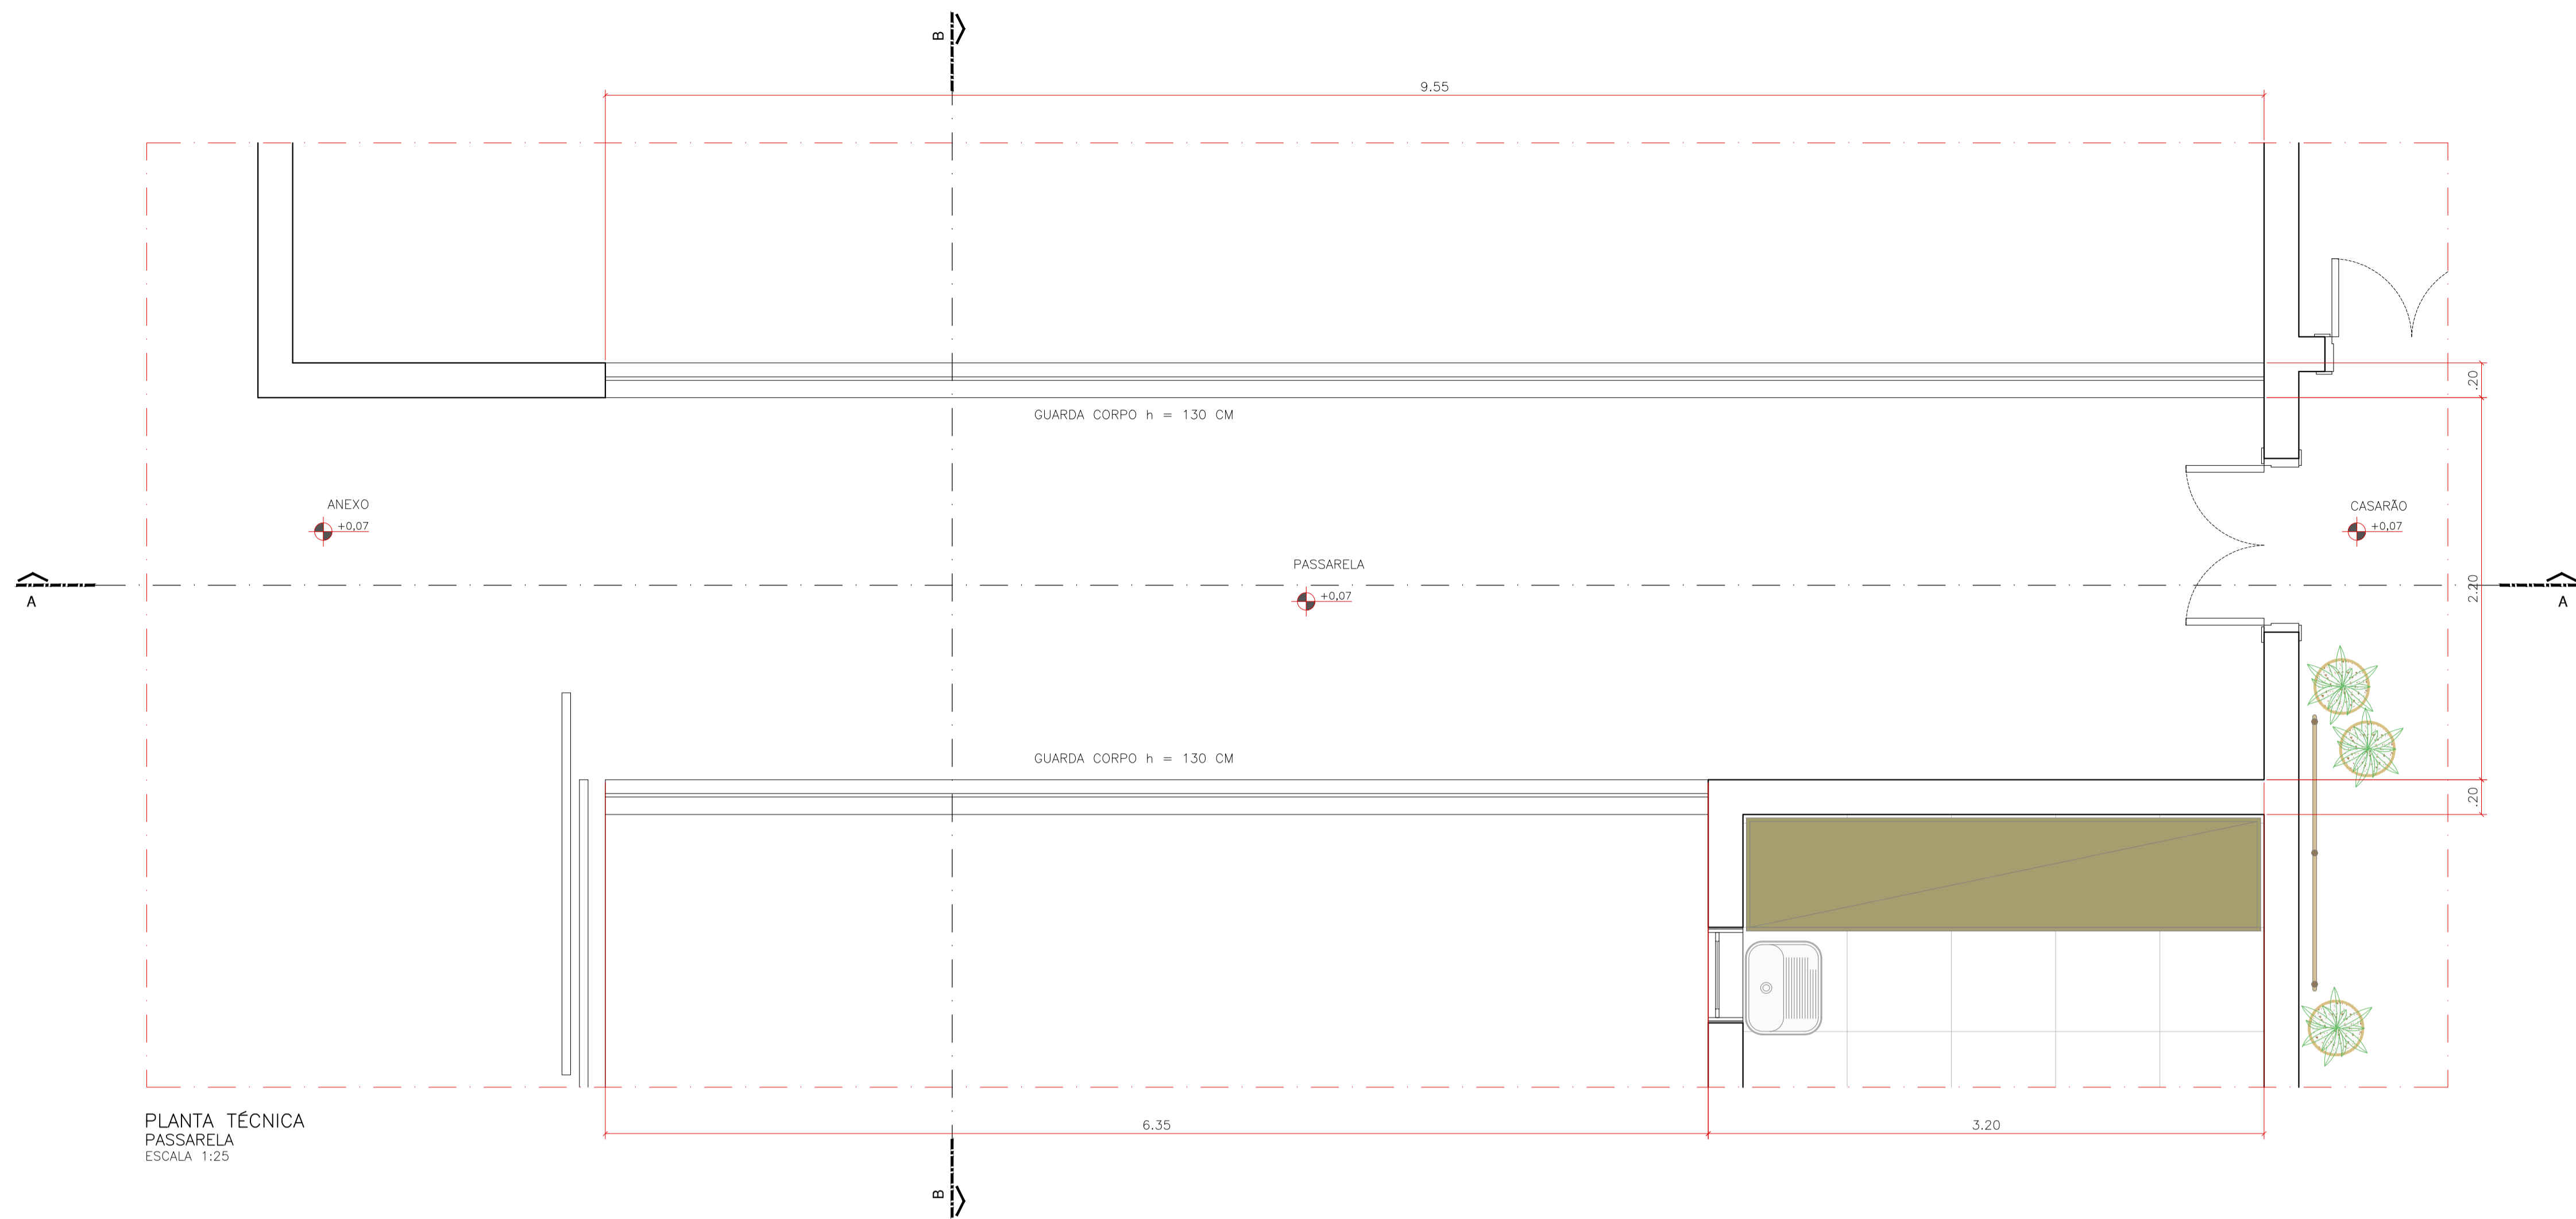 B
9.55
.20
GUARDA CORPO h = 130 CM
ANEXO
+0,07
CASARÃO
+0,07
PASSARELA
+0,07
A
2.20
A
GUARDA CORPO h = 130 CM
.20
PLANTA TÉCNICA
PASSARELA
ESCALA 1:25
6.35
3.20
B